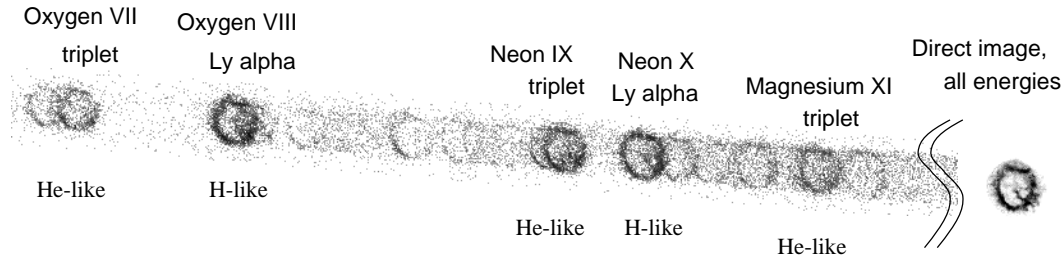 Oxygen VII
triplet
Oxygen VIII
Ly alpha
Neon IX
triplet
Neon X
Ly alpha
Magnesium XI
triplet
Direct image,
all energies
He-like
H-like
He-like
H-like
He-like